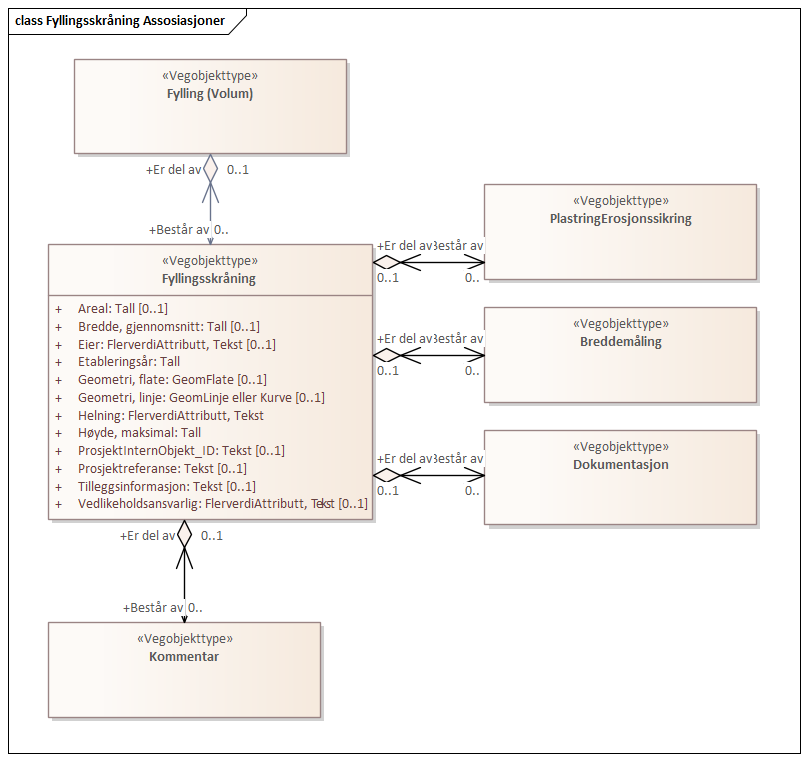 class Fyllingsskråning Assosiasjoner
«Vegobjekttype»
Fylling (Volum)
+Er del av 0..1
+Består av 0..
«Vegobjekttype»
Fyllingsskråning
+ Areal: Tall [0..1]
+ Bredde, gjennomsnitt: Tall [0..1]
+ Eier: FlerverdiAttributt, Tekst [0..1]
+ Etableringsår: Tall
+ Geometri, flate: GeomFlate [0..1]
+ Geometri, linje: GeomLinje eller Kurve [0..1]
+ Helning: FlerverdiAttributt, Tekst
+ Høyde, maksimal: Tall
+ ProsjektInternObjekt_ID: Tekst [0..1]
+ Prosjektreferanse: Tekst [0..1]
+ Tilleggsinformasjon: Tekst [0..1]
+ Vedlikeholdsansvarlig: FlerverdiAttributt, Tekst [0..1]
+Er del av Består av
0..1 0..
«Vegobjekttype»
PlastringErosjonssikring
+Er del av Består av
0..1 0..
«Vegobjekttype»
Breddemåling
+Er del av Består av
0..1 0..
«Vegobjekttype»
Dokumentasjon
+Er del av 0..1
+Består av 0..
«Vegobjekttype»
Kommentar